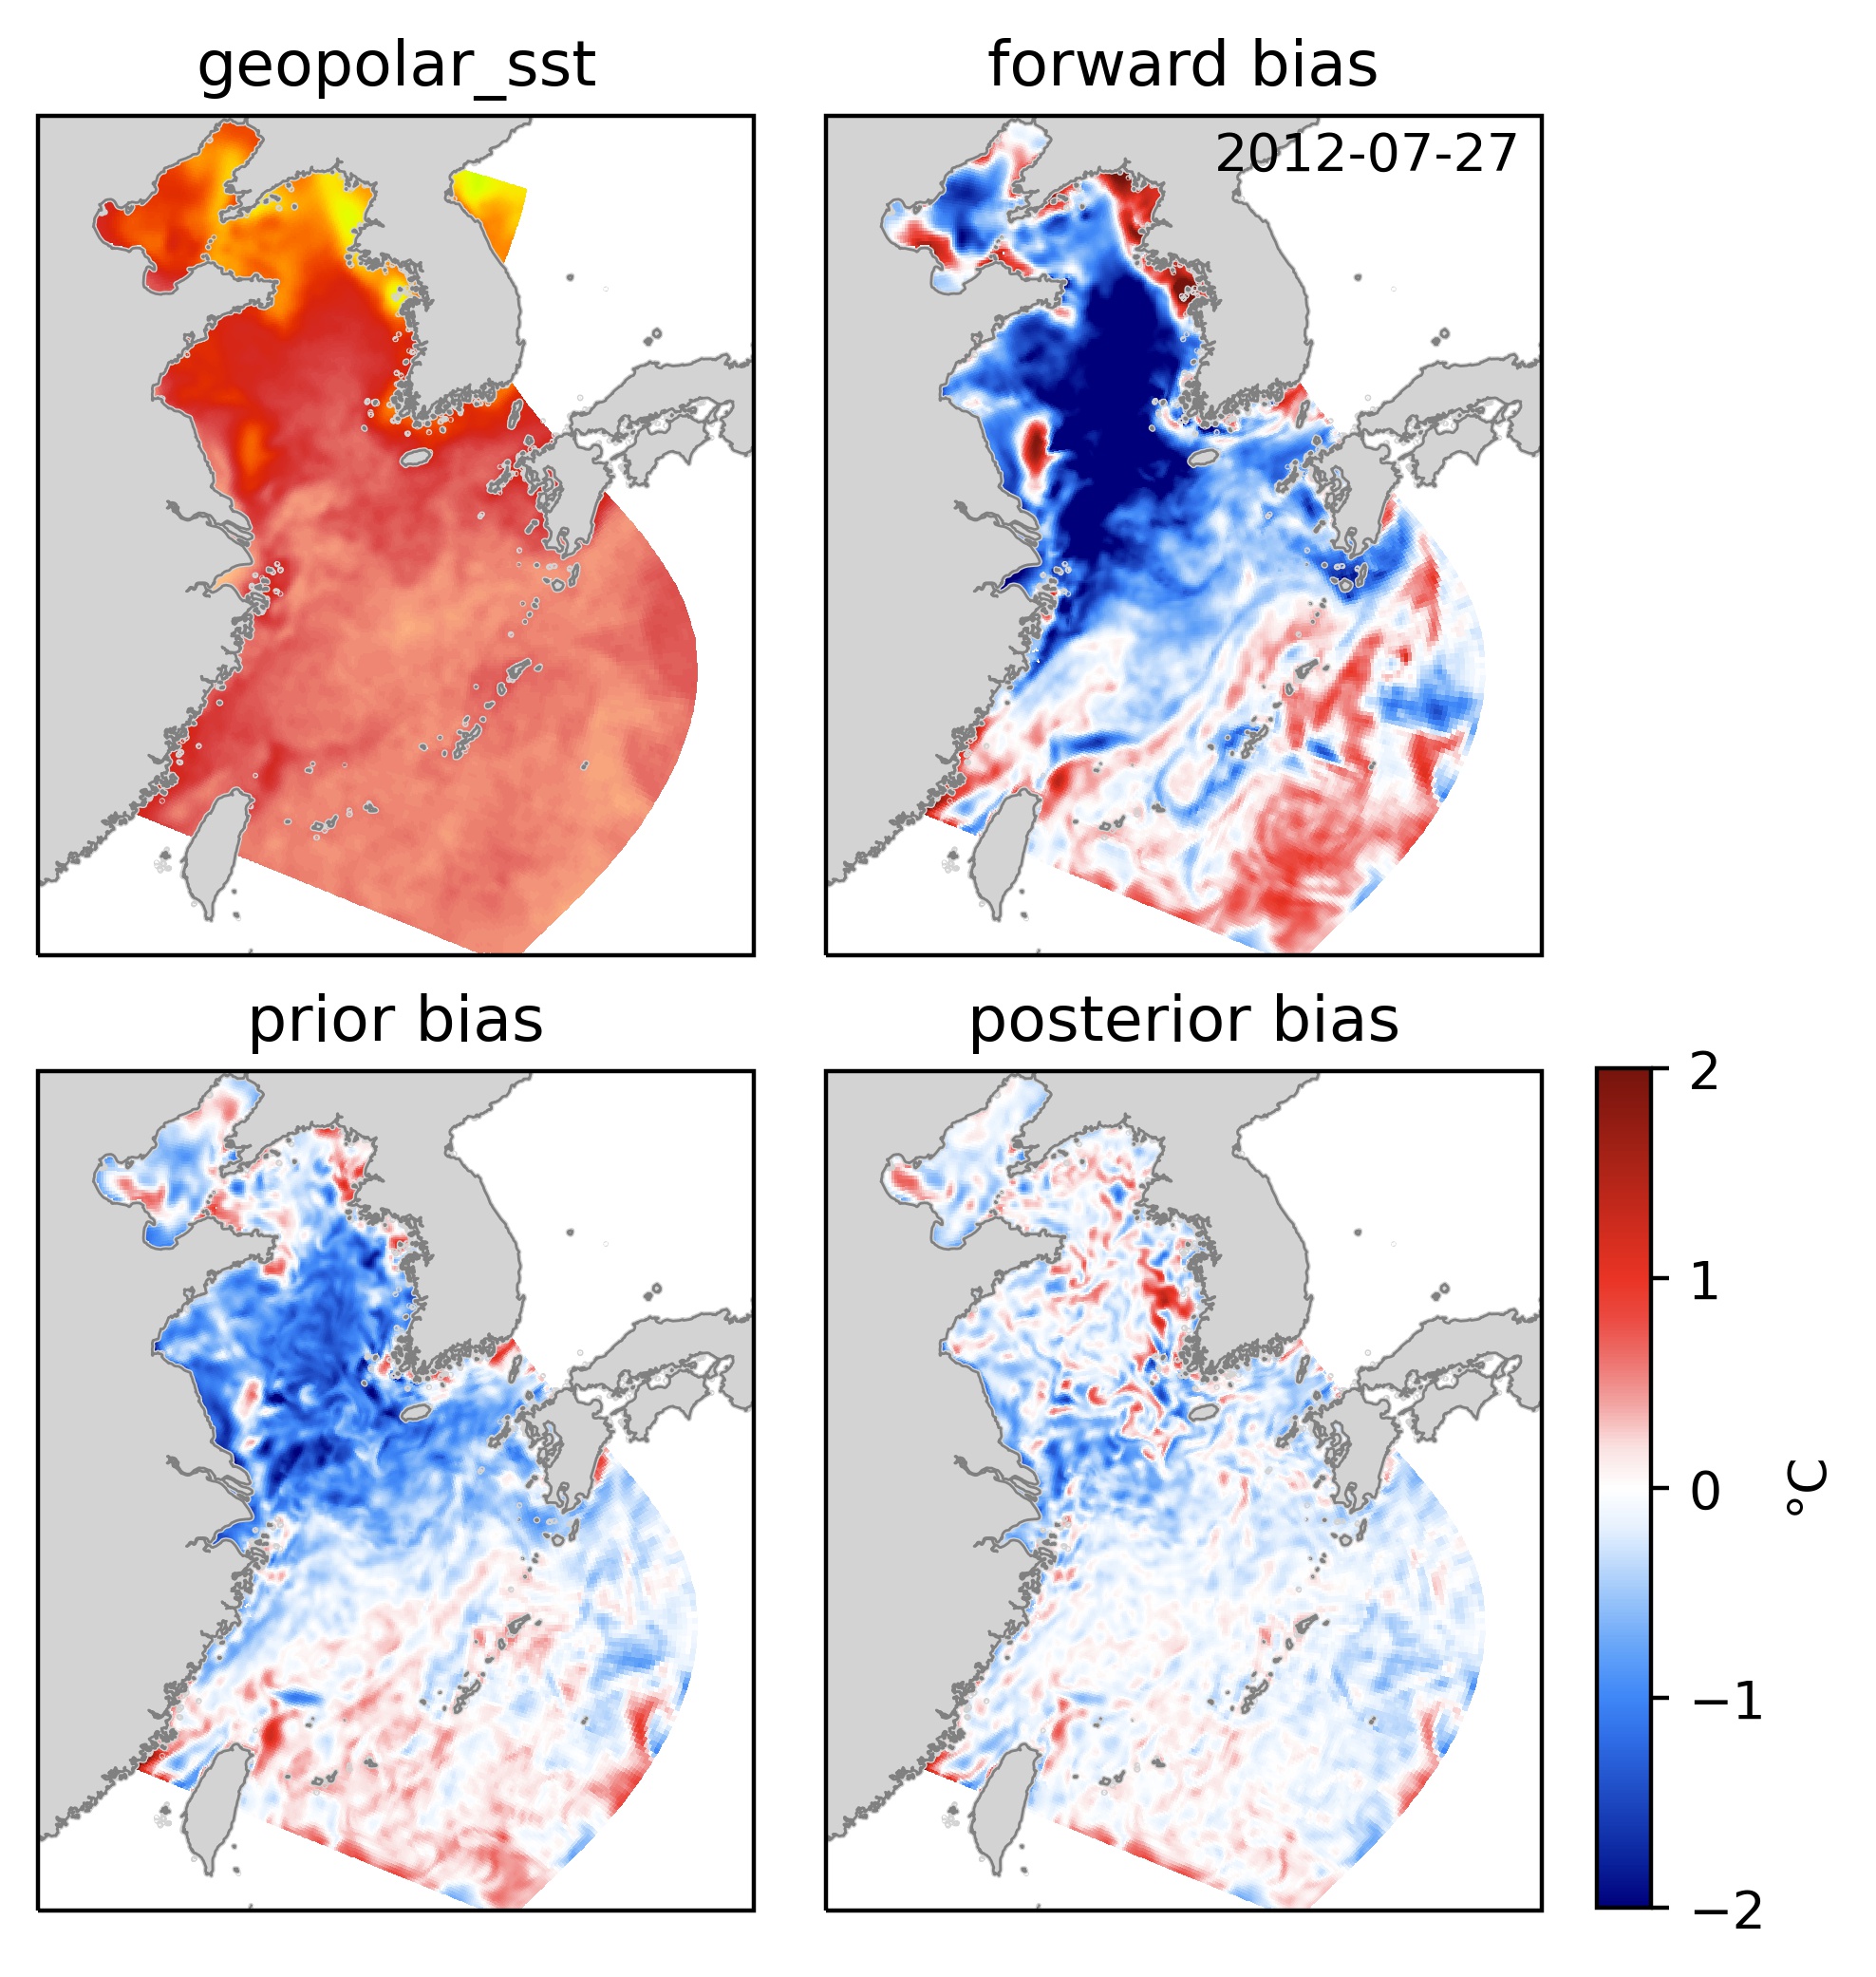 geopolar_sst
forward bias
2012-07-27
prior bias
posterior bias
2
1
0
−1
−2
°C